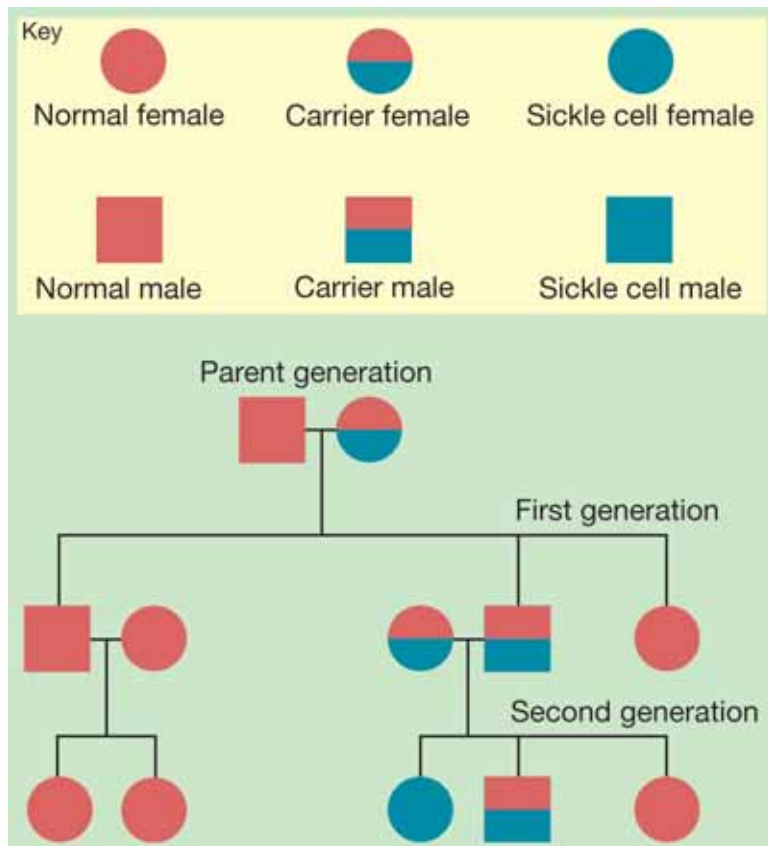 Key
Normal female
Carrier female
Sickle cell female
Normal male
Carrier male
Sickle cell male
Parent generation
First generation
Second generation